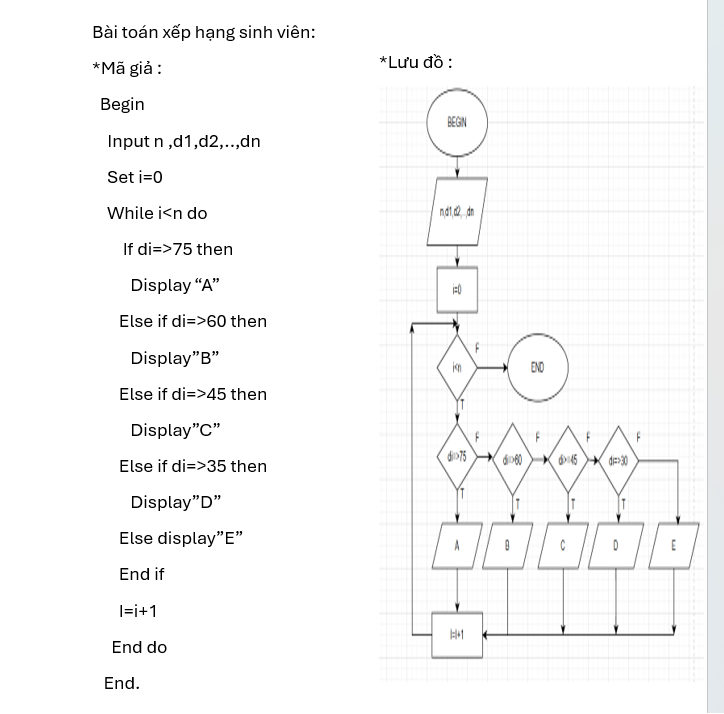 Bài toán xếp hạng sinh viên:
*Mã giả :
Begin
Input n ,d1,d2,..,dn
Set i=0
While i<n do
If di=>75 then
Display “A”
Else if di=>60 then
Display”B”
Else if di=>45 then
Display”C”
Else if di=>35 then
Display”D”
Else display”E”
End if
I=i+1
End do
End.
*Lưu đồ :
BEGIN
n,d1,d2,..,dn
i=0
i<n
F
END
T
di=>75
F
di=>60
F
di>=45
F
di=>30
F
T
T
T
T
A
B
C
D
E
I=I+1